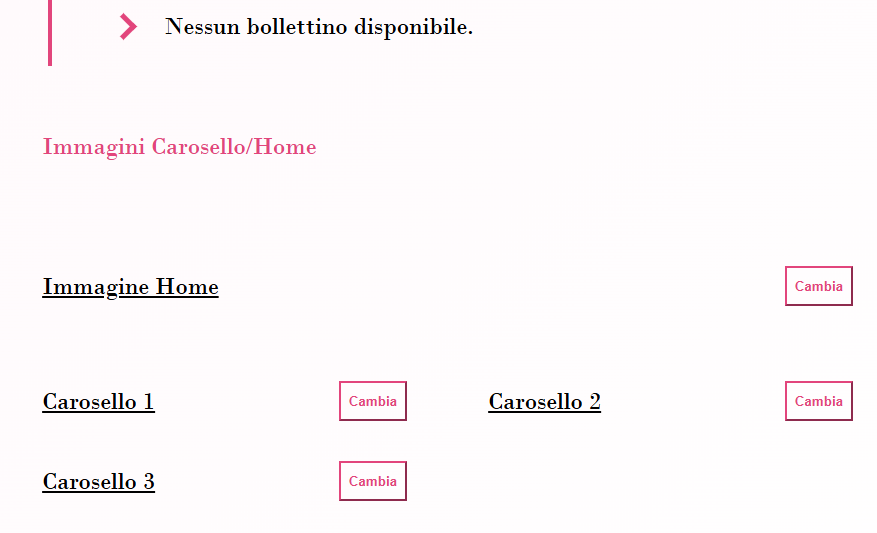 Nessun bollettino disponibile.
Immagini Carosello/Home
Immagine Home
Cambia
Carosello 1
Cambia
Carosello 2
Cambia
Carosello 3
Cambia